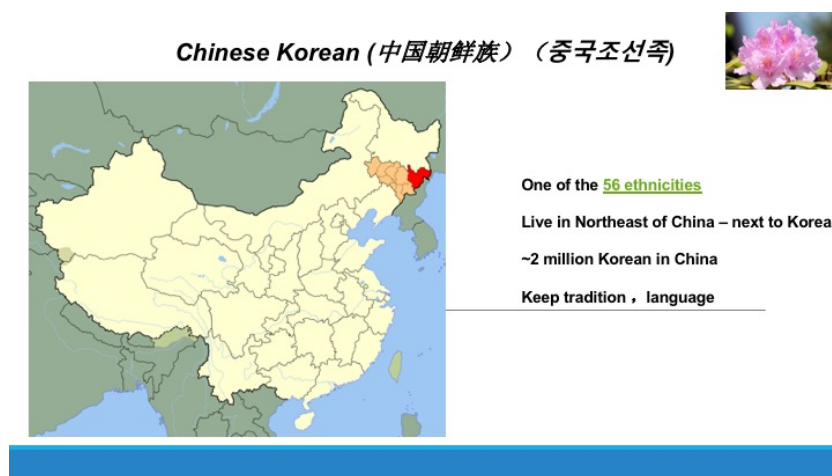 Chinese Korean (中国朝鲜族） （중국조선족)
One of the 56 ethnicities
Live in Northeast of China – next to Korea
~2 million Korean in China
Keep tradition ，language